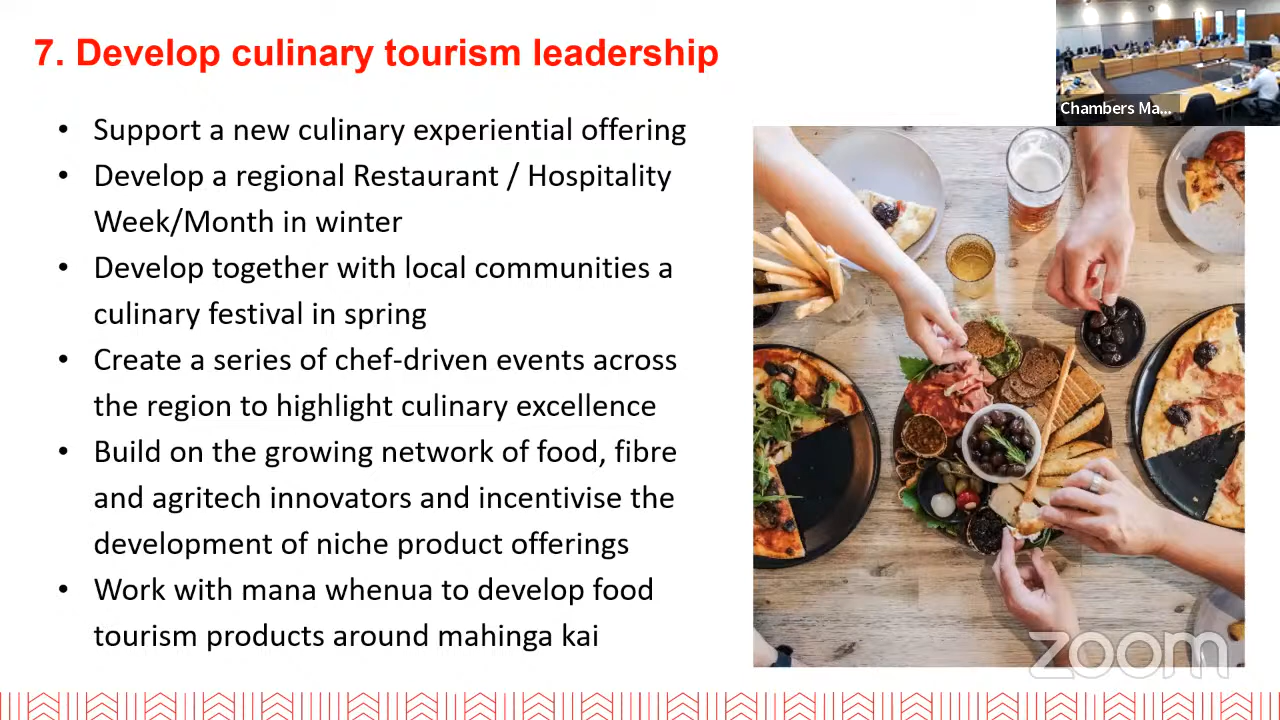 7. Develop culinary tourism leadership
Chambers Ma...
• Support a new culinary experiential offering
• Develop a regional Restaurant / Hospitality
Week/Month in winter
• Develop together with local communities a
culinary festival in spring
• Create a series of chef-driven events across
the region to highlight culinary excellence
• Build on the growing network of food, fibre
and agritech innovators and incentivise the
development of niche product offerings
• Work with mana whenua to develop food
tourism products around mahinga kai
zoom